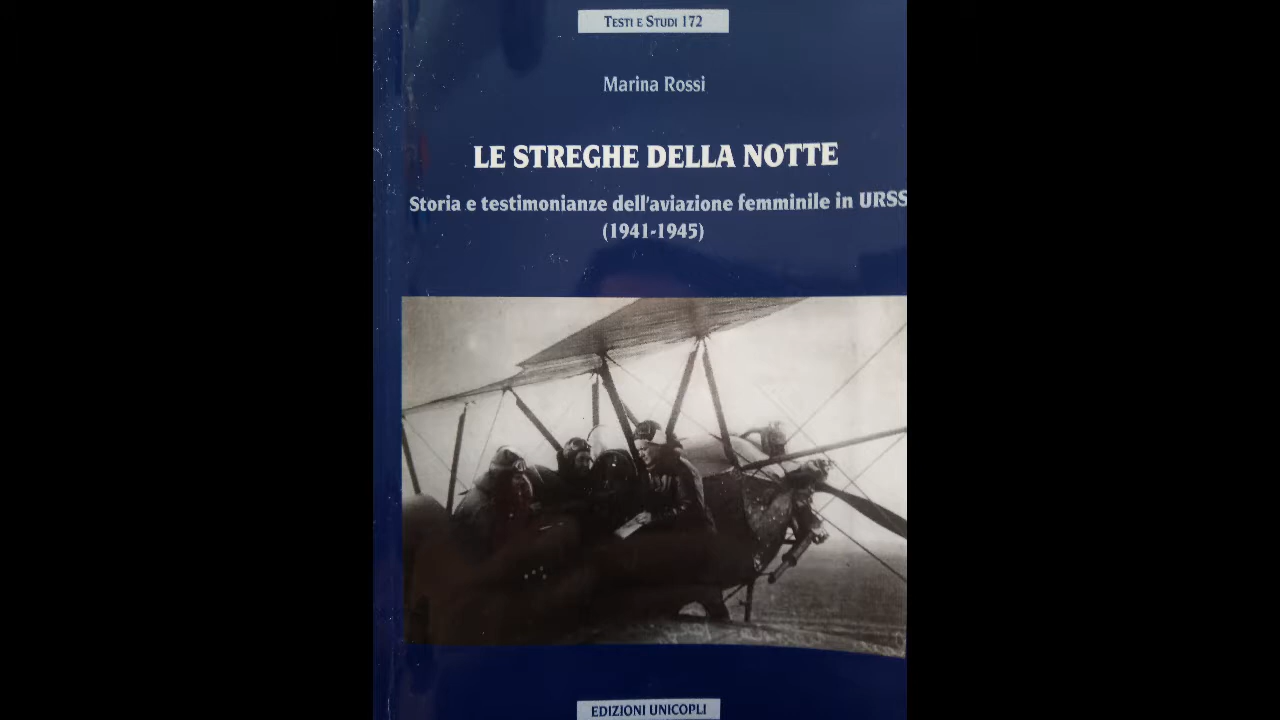 TESTI E STUDI 172
Marina Rossi
LE STREGHE DELLA NOTTE
Storia e testimonianze dell'aviazione femminile in URSS
(1941-1945)
EDIZIONI UNICOPLI